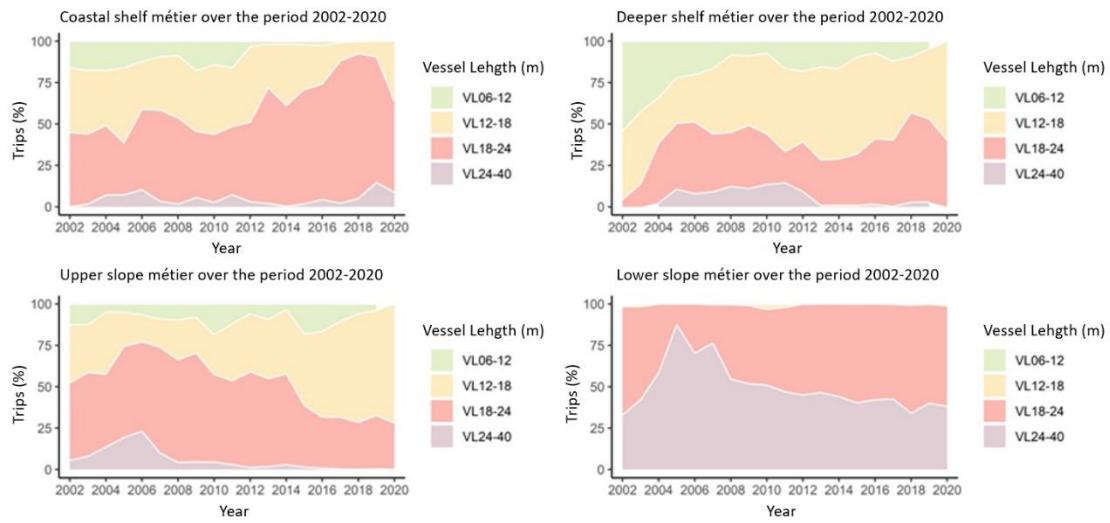 Coastal shelf métier over the period 2002-2020
100
75
50
25
0
Trips (%)
2002 2004 2006 2008 2010 2012 2014 2016 2018 2020
Year
Vessel Lehgth (m)
VL06-12
VL12-18
VL18-24
VL24-40
Deeper shelf métier over the period 2002-2020
100
75
50
25
0
Trips (%)
2002 2004 2006 2008 2010 2012 2014 2016 2018 2020
Year
Vessel Lehgth (m)
VL06-12
VL12-18
VL18-24
VL24-40
Upper slope métier over the period 2002-2020
100
75
50
25
0
Trips (%)
2002 2004 2006 2008 2010 2012 2014 2016 2018 2020
Year
Vessel Lehgth (m)
VL06-12
VL12-18
VL18-24
VL24-40
Lower slope métier over the period 2002-2020
100
75
50
25
0
Trips (%)
2002 2004 2006 2008 2010 2012 2014 2016 2018 2020
Year
Vessel Lehgth (m)
VL06-12
VL12-18
VL18-24
VL24-40